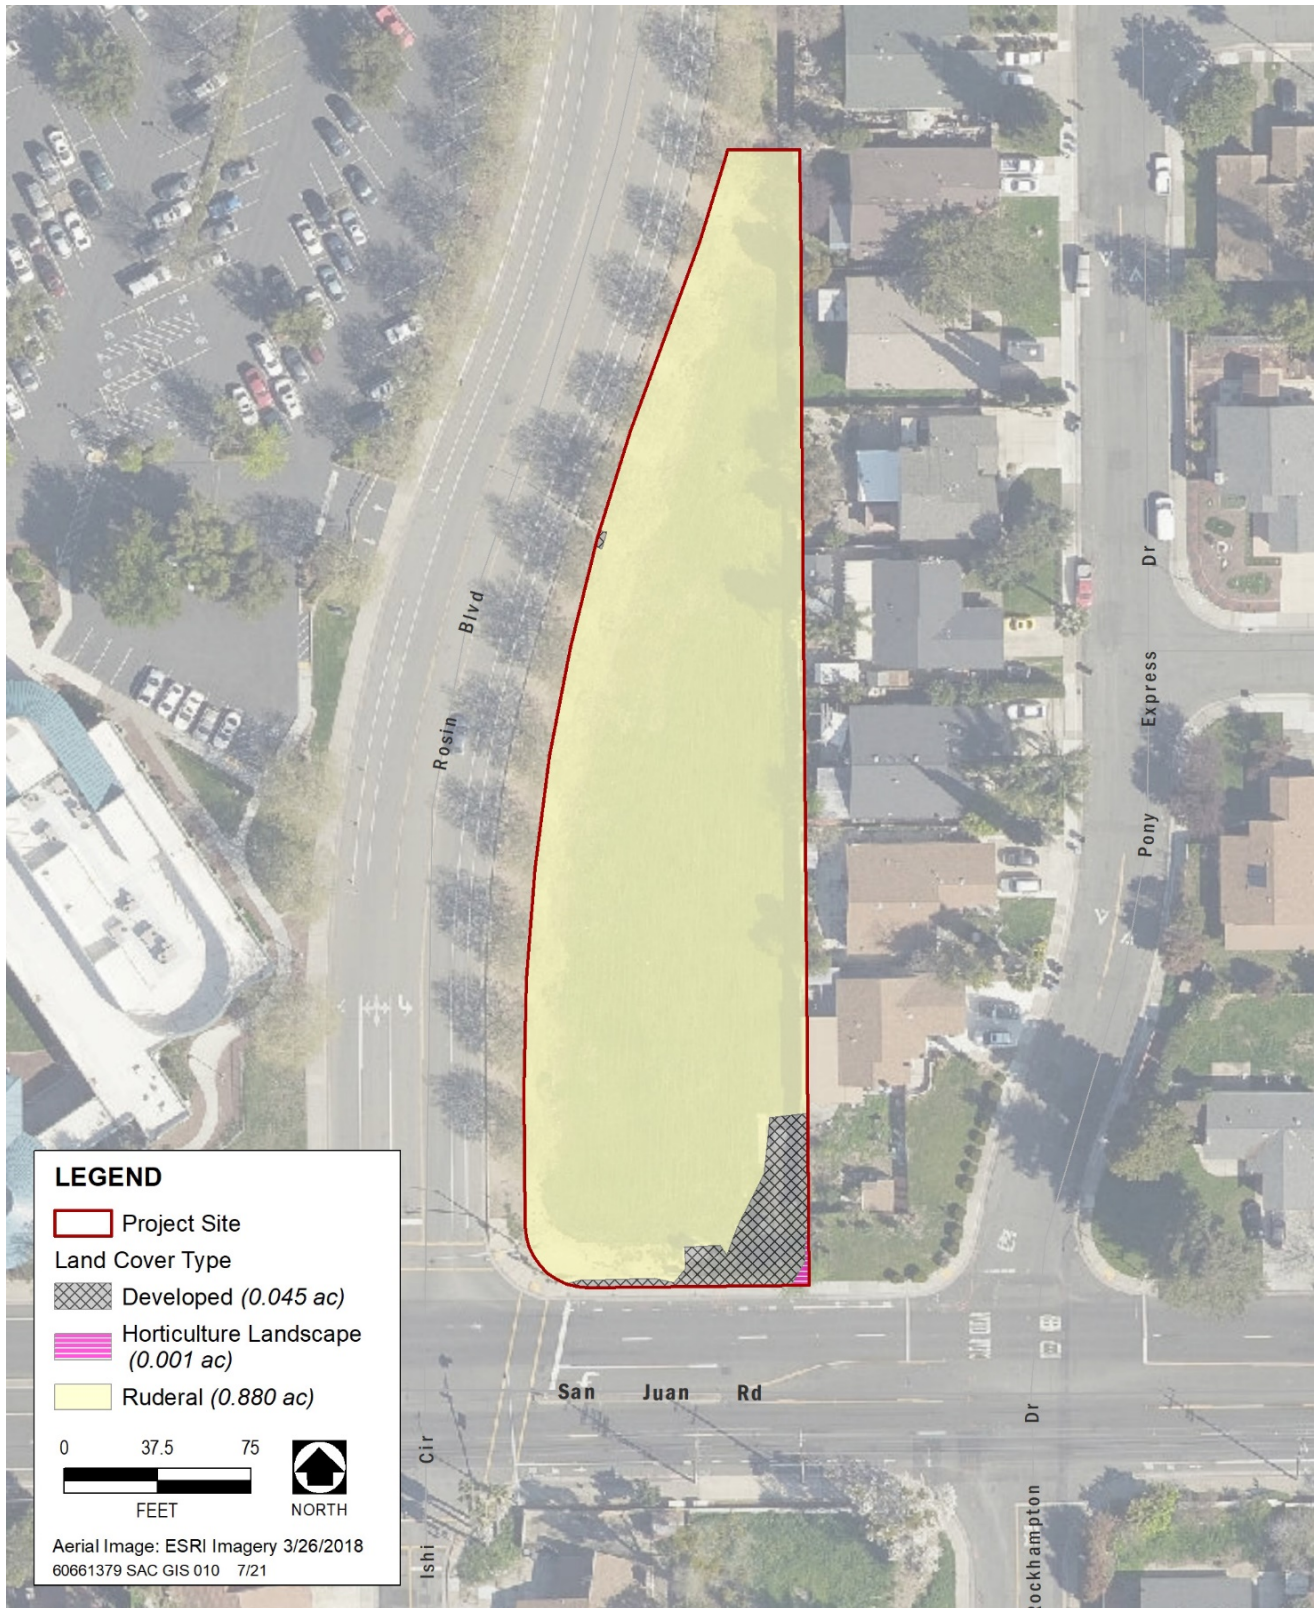 Rosin Blvd
Pony Express Dr
LEGEND
Project Site
Land Cover Type
Developed (0.045 ac)
Horticulture Landscape
(0.001 ac)
Ruderal (0.880 ac)
0 37.5 75
FEET
NORTH
Aerial Image: ESRI Imagery 3/26/2018
60661379 SAC GIS 010 7/21
San Juan Rd
Ishi Cir
Rockhampton Dr